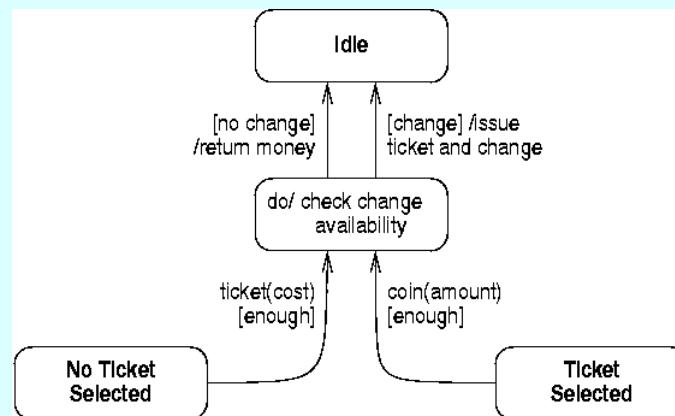 Idle
[no change]
/return money
[change] /issue
ticket and change
do/ check change
availability
ticket(cost)
[enough]
coin(amount)
[enough]
No Ticket
Selected
Ticket
Selected